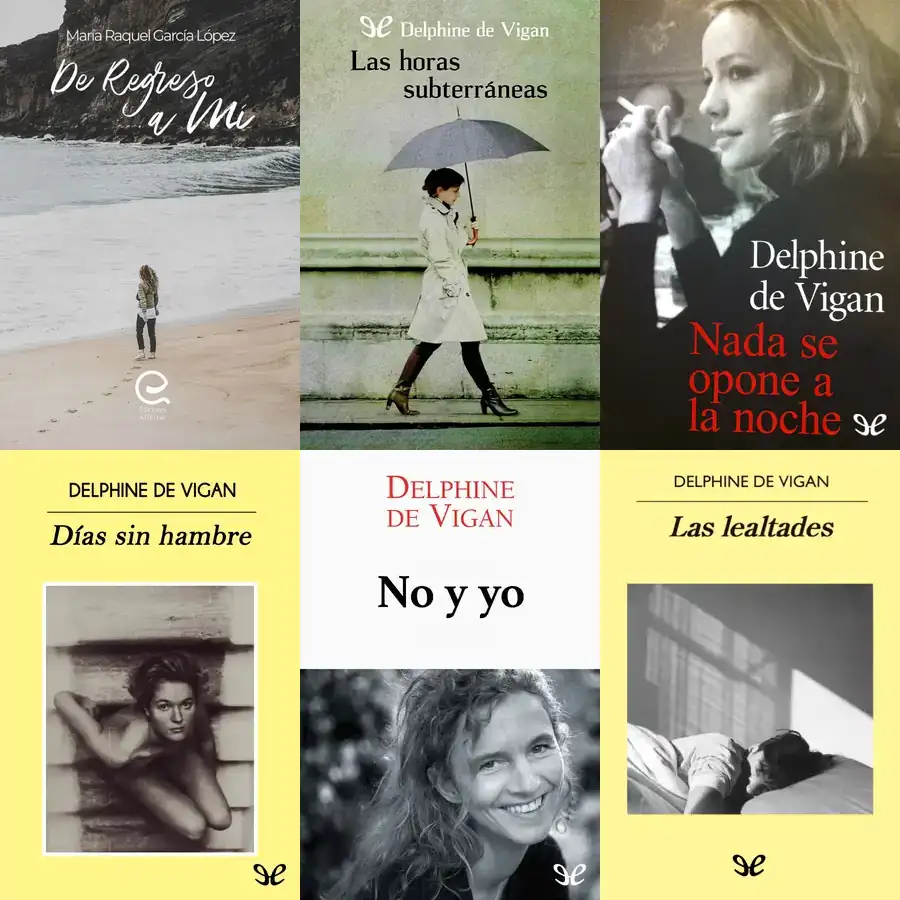 María Raquel García López
De Regreso
a Mí
Delphine de Vigan
Las horas
subterráneas
Delphine
de Vigan
Nada se
opone a
la noche
DELPHINE DE VIGAN
Días sin hambre
DELPHINE
DE VIGAN
No y yo
DELPHINE DE VIGAN
Las lealtades